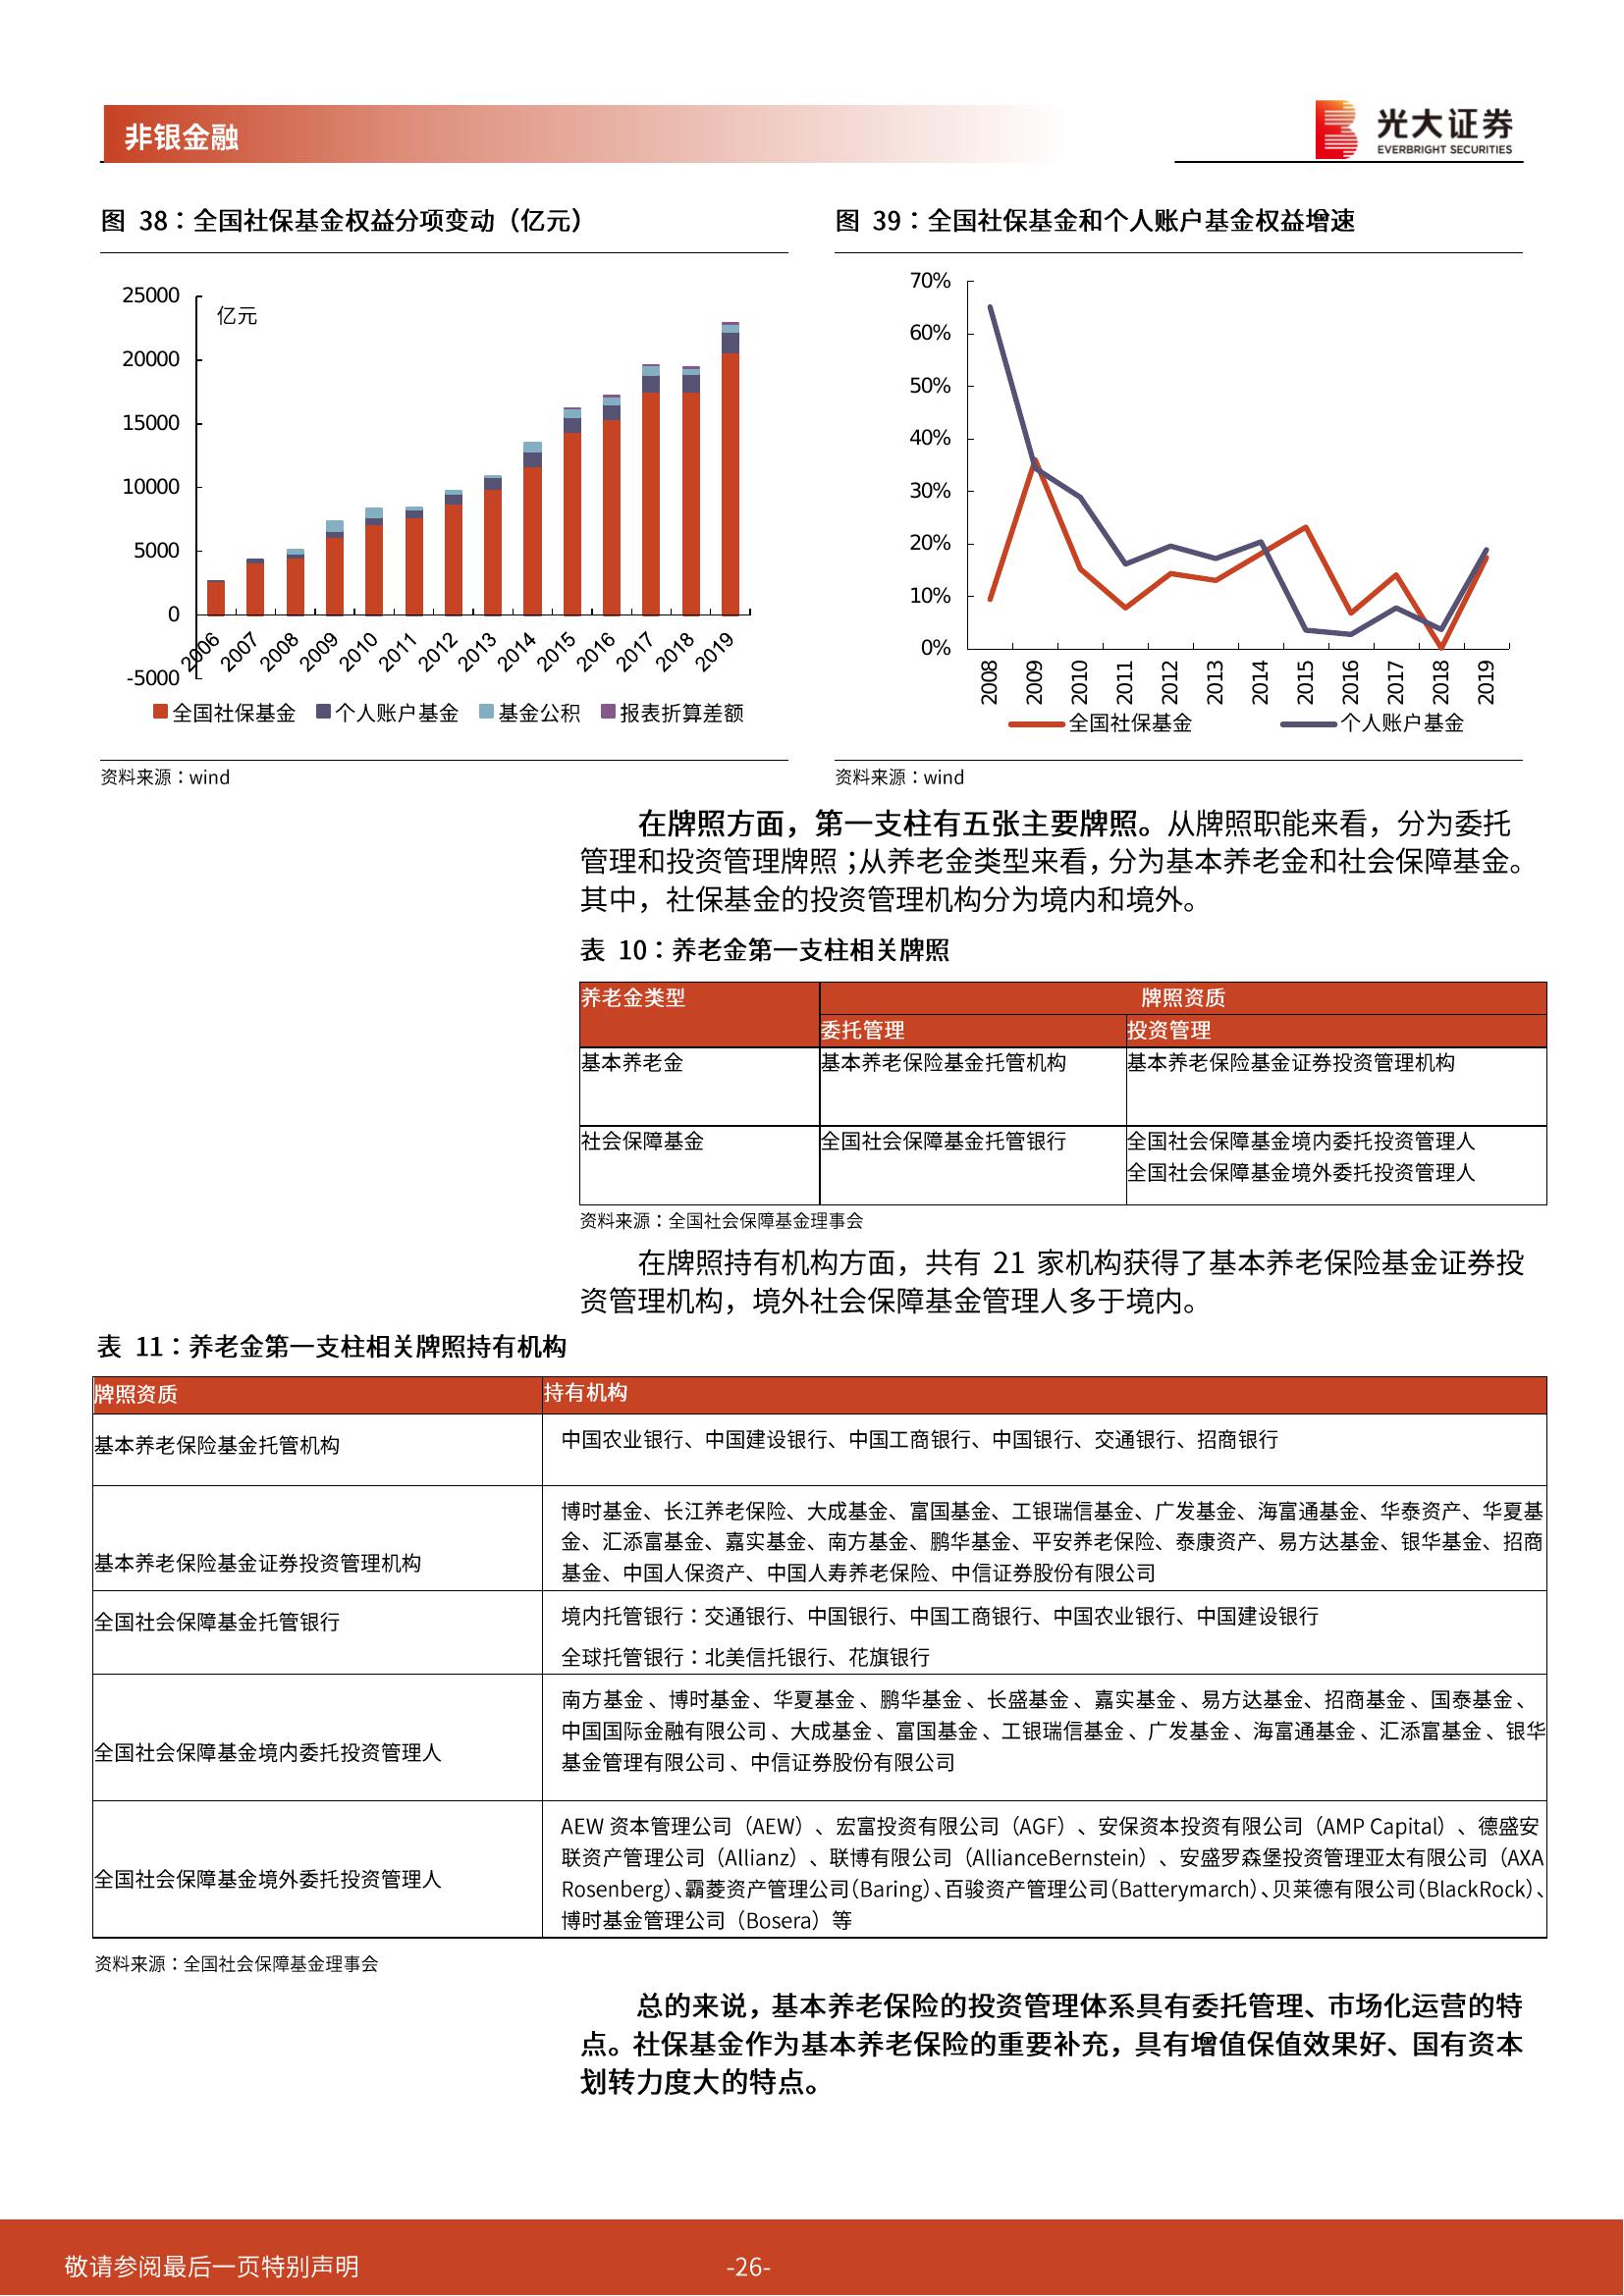 非银金融
光大证券
EVERBRIGHT SECURITIES
图 38：全国社保基金权益分项变动（亿元）
25000
20000
15000
10000
5000
0
-5000
亿元
2006 2007 2008 2009 2010 2011 2012 2013 2014 2015 2016 2017 2018 2019
全国社保基金 个人账户基金 基金公积 报表折算差额
资料来源：wind
图 39：全国社保基金和个人账户基金权益增速
70%
60%
50%
40%
30%
20%
10%
0%
2008 2009 2010 2011 2012 2013 2014 2015 2016 2017 2018 2019
全国社保基金 个人账户基金
资料来源：wind
在牌照方面，第一支柱有五张主要牌照。从牌照职能来看，分为委托
管理和投资管理牌照；从养老金类型来看，分为基本养老金和社会保障基金。
其中，社保基金的投资管理机构分为境内和境外。
表 10：养老金第一支柱相关牌照
养老金类型 牌照资质
委托管理 投资管理
基本养老金 基本养老保险基金托管机构 基本养老保险基金证券投资管理机构
社会保障基金 全国社会保障基金托管银行 全国社会保障基金境内委托投资管理人
全国社会保障基金境外委托投资管理人
资料来源：全国社会保障基金理事会
在牌照持有机构方面，共有 21 家机构获得了基本养老保险基金证券投
资管理机构，境外社会保障基金管理人多于境内。
表 11：养老金第一支柱相关牌照持有机构
牌照资质 持有机构
基本养老保险基金托管机构 中国农业银行、中国建设银行、中国工商银行、中国银行、交通银行、招商银行
基本养老保险基金证券投资管理机构
博时基金、长江养老保险、大成基金、富国基金、工银瑞信基金、广发基金、海富通基金、华泰资产、华夏基
金、汇添富基金、嘉实基金、南方基金、鹏华基金、平安养老保险、泰康资产、易方达基金、银华基金、招商
基金、中国人保资产、中国人寿养老保险、中信证券股份有限公司
全国社会保障基金托管银行 境内托管银行：交通银行、中国银行、中国工商银行、中国农业银行、中国建设银行
全球托管银行：北美信托银行、花旗银行
全国社会保障基金境内委托投资管理人
南方基金、博时基金、华夏基金、鹏华基金、长盛基金、嘉实基金、易方达基金、招商基金、国泰基金、
中国国际金融有限公司、大成基金、富国基金、工银瑞信基金、广发基金、海富通基金、汇添富基金、银华
基金管理有限公司、中信证券股份有限公司
全国社会保障基金境外委托投资管理人
AEW 资本管理公司（AEW）、宏富投资有限公司（AGF）、安保资本投资有限公司（AMP Capital）、德盛安
联资产管理公司（Allianz）、联博有限公司（AllianceBernstein）、安盛罗森堡投资管理亚太有限公司（AXA
Rosenberg）、霸菱资产管理公司（Baring）、百骏资产管理公司（Batterymarch）、贝莱德有限公司（BlackRock）、
博时基金管理公司（Bosera）等
资料来源：全国社会保障基金理事会
总的来说，基本养老保险的投资管理体系具有委托管理、市场化运营的特
点。社保基金作为基本养老保险的重要补充，具有增值保值效果好、国有资本
划转力度大的特点。
敬请参阅最后一页特别声明 -26-